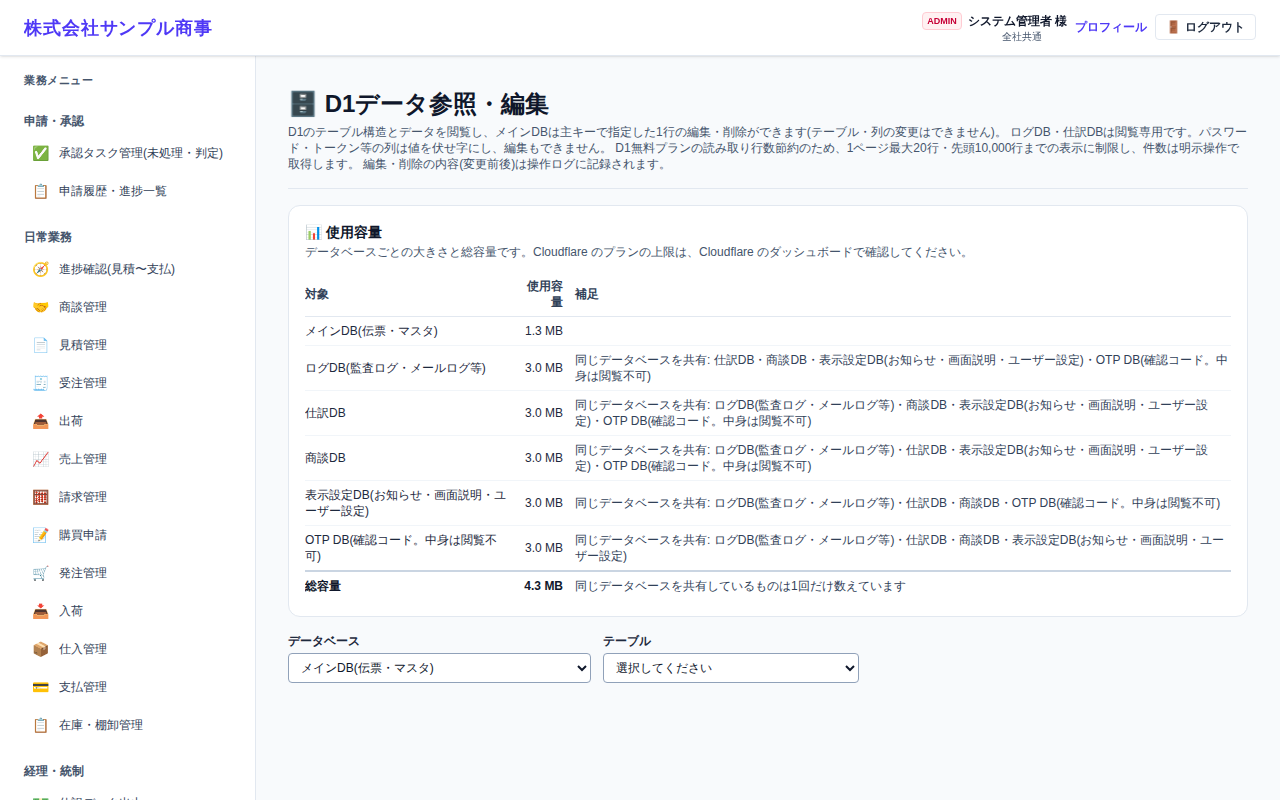 株式会社サンプル商事
ADMIN システム管理者 様
全社共通
プロフィール
ログアウト
業務メニュー
申請・承認
承認タスク管理(未処理・判定)
申請履歴・進捗一覧
日常業務
進捗確認(見積〜支払)
商談管理
見積管理
受注管理
出荷
売上管理
請求管理
購買申請
発注管理
入荷
仕入管理
支払管理
在庫・棚卸管理
経理・統制
D1データ参照・編集
D1のテーブル構造とデータを閲覧し、メインDBは主キーで指定した1行の編集・削除ができます(テーブル・列の変更はできません)。 ログDB・仕訳DBは閲覧専用です。パスワー
ド・トークン等の列は値を伏せ字にし、編集もできません。 D1無料プランの読み取り行数節約のため、1ページ最大20行・先頭10,000行までの表示に制限し、件数は明示操作で
取得します。 編集・削除の内容(変更前後)は操作ログに記録されます。
使用容量
データベースごとの大きさと総容量です。Cloudflare のプランの上限は、Cloudflare のダッシュボードで確認してください。
対象 使用容量 補足
メインDB(伝票・マスタ) 1.3 MB
ログDB(監査ログ・メールログ等) 3.0 MB 同じデータベースを共有: 仕訳DB・商談DB・表示設定DB(お知らせ・画面説明・ユーザー設定)・OTP DB(確認コード。中
身は閲覧不可)
仕訳DB 3.0 MB 同じデータベースを共有: ログDB(監査ログ・メールログ等)・商談DB・表示設定DB(お知らせ・画面説明・ユーザー設
定)・OTP DB(確認コード。中身は閲覧不可)
商談DB 3.0 MB 同じデータベースを共有: ログDB(監査ログ・メールログ等)・仕訳DB・表示設定DB(お知らせ・画面説明・ユーザー設
定)・OTP DB(確認コード。中身は閲覧不可)
表示設定DB(お知らせ・画面説明・ユ
ーザー設定) 3.0 MB 同じデータベースを共有: ログDB(監査ログ・メールログ等)・仕訳DB・商談DB・OTP DB(確認コード。中身は閲覧不可)
OTP DB(確認コード。中身は閲覧不
可) 3.0 MB 同じデータベースを共有: ログDB(監査ログ・メールログ等)・仕訳DB・商談DB・表示設定DB(お知らせ・画面説明・ユー
ザー設定)
総容量 4.3 MB 同じデータベースを共有しているものは1回だけ数えています
データベース
メインDB(伝票・マスタ)
テーブル
選択してください